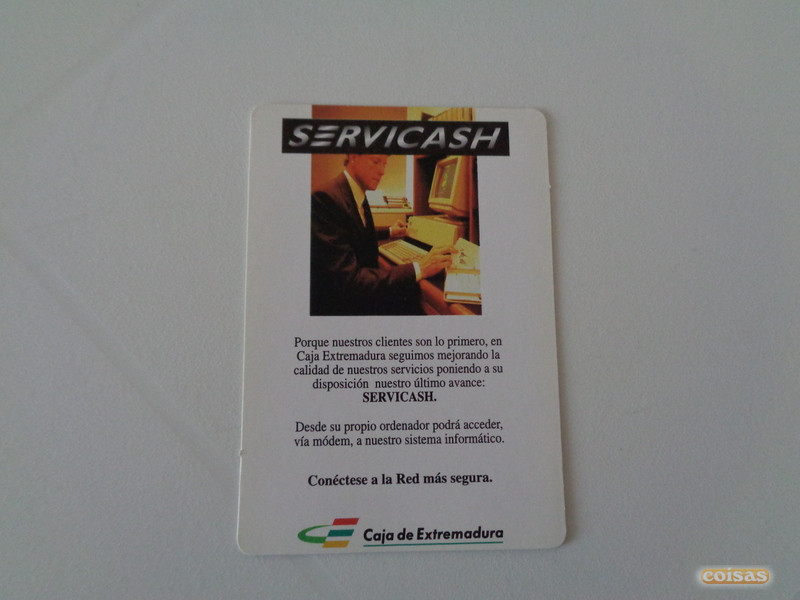 SERVICASH
Porque nuestros clientes son lo primero, en
Caja Extremadura seguimos mejorando la
calidad de nuestros servicios poniendo a su
disposición nuestro último avance:
SERVICASH.
Desde su propio ordenador podrá acceder,
vía módem, a nuestro sistema informático.
Conéctese a la Red más segura.
Caja de Extremadura
coisas